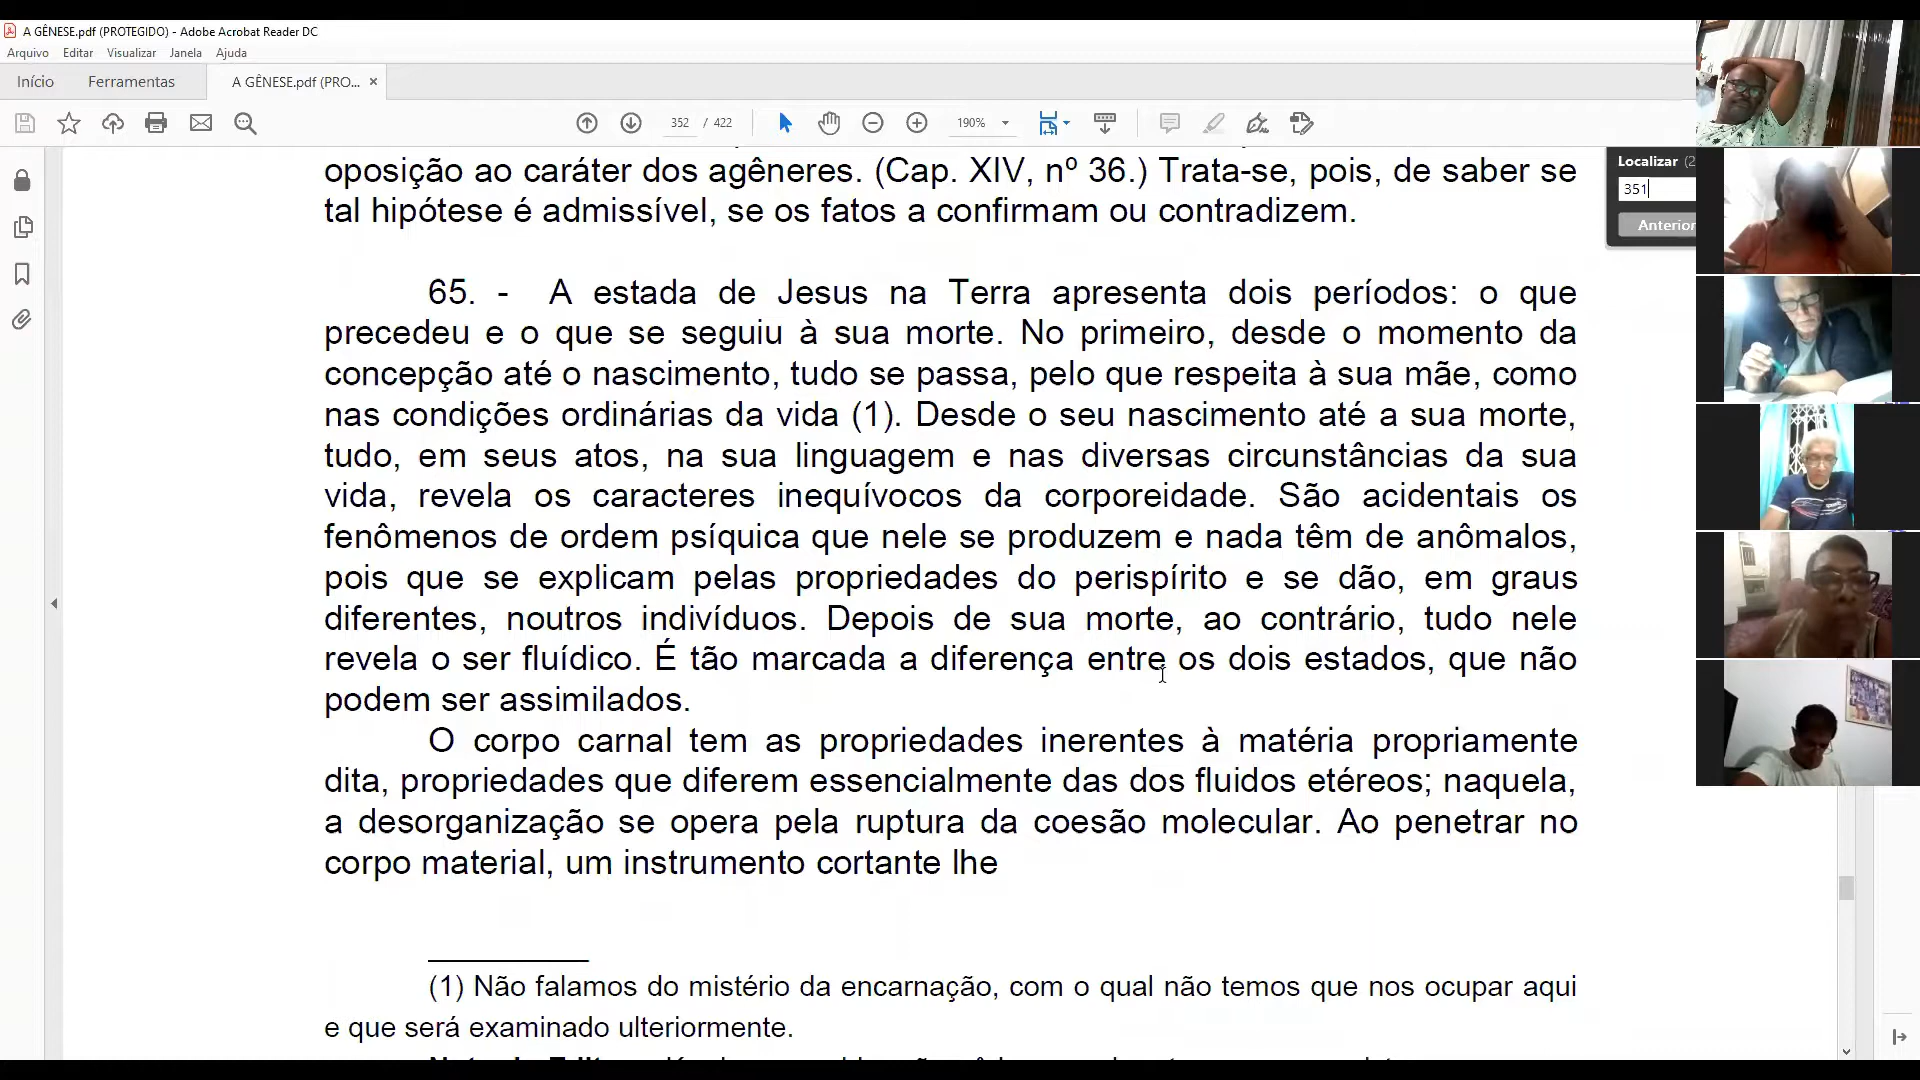 A GÊNESE.pdf (PROTEGIDO) - Adobe Acrobat Reader DC
Arquivo Editar Visualizar Janela Ajuda
Início Ferramentas A GÊNESE.pdf (PRO... ×
352 / 422 190%
Localizar (2
351
Anterior
oposição ao caráter dos agêneres. (Cap. XIV, nº 36.) Trata-se, pois, de saber se
tal hipótese é admissível, se os fatos a confirmam ou contradizem.
65. - A estada de Jesus na Terra apresenta dois períodos: o que
precedeu e o que se seguiu à sua morte. No primeiro, desde o momento da
concepção até o nascimento, tudo se passa, pelo que respeita à sua mãe, como
nas condições ordinárias da vida (1). Desde o seu nascimento até a sua morte,
tudo, em seus atos, na sua linguagem e nas diversas circunstâncias da sua
vida, revela os caracteres inequívocos da corporeidade. São acidentais os
fenômenos de ordem psíquica que nele se produzem e nada têm de anômalos,
pois que se explicam pelas propriedades do perispírito e se dão, em graus
diferentes, noutros indivíduos. Depois de sua morte, ao contrário, tudo nele
revela o ser fluídico. É tão marcada a diferença entre os dois estados, que não
podem ser assimilados.
O corpo carnal tem as propriedades inerentes à matéria propriamente
dita, propriedades que diferem essencialmente das dos fluidos etéreos; naquela,
a desorganização se opera pela ruptura da coesão molecular. Ao penetrar no
corpo material, um instrumento cortante lhe
(1) Não falamos do mistério da encarnação, com o qual não temos que nos ocupar aqui
e que será examinado ulteriormente.